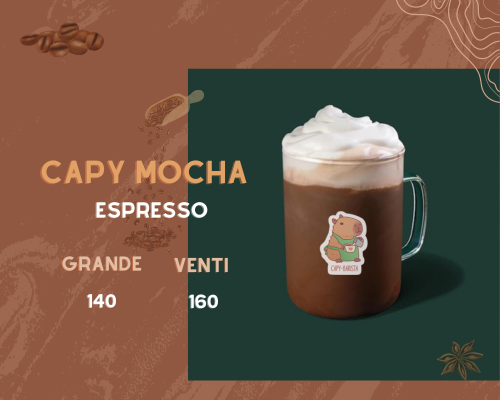 CAPY MOCHA
ESPRESSO
GRANDE VENTI
140 160
CAPY-BARISTA